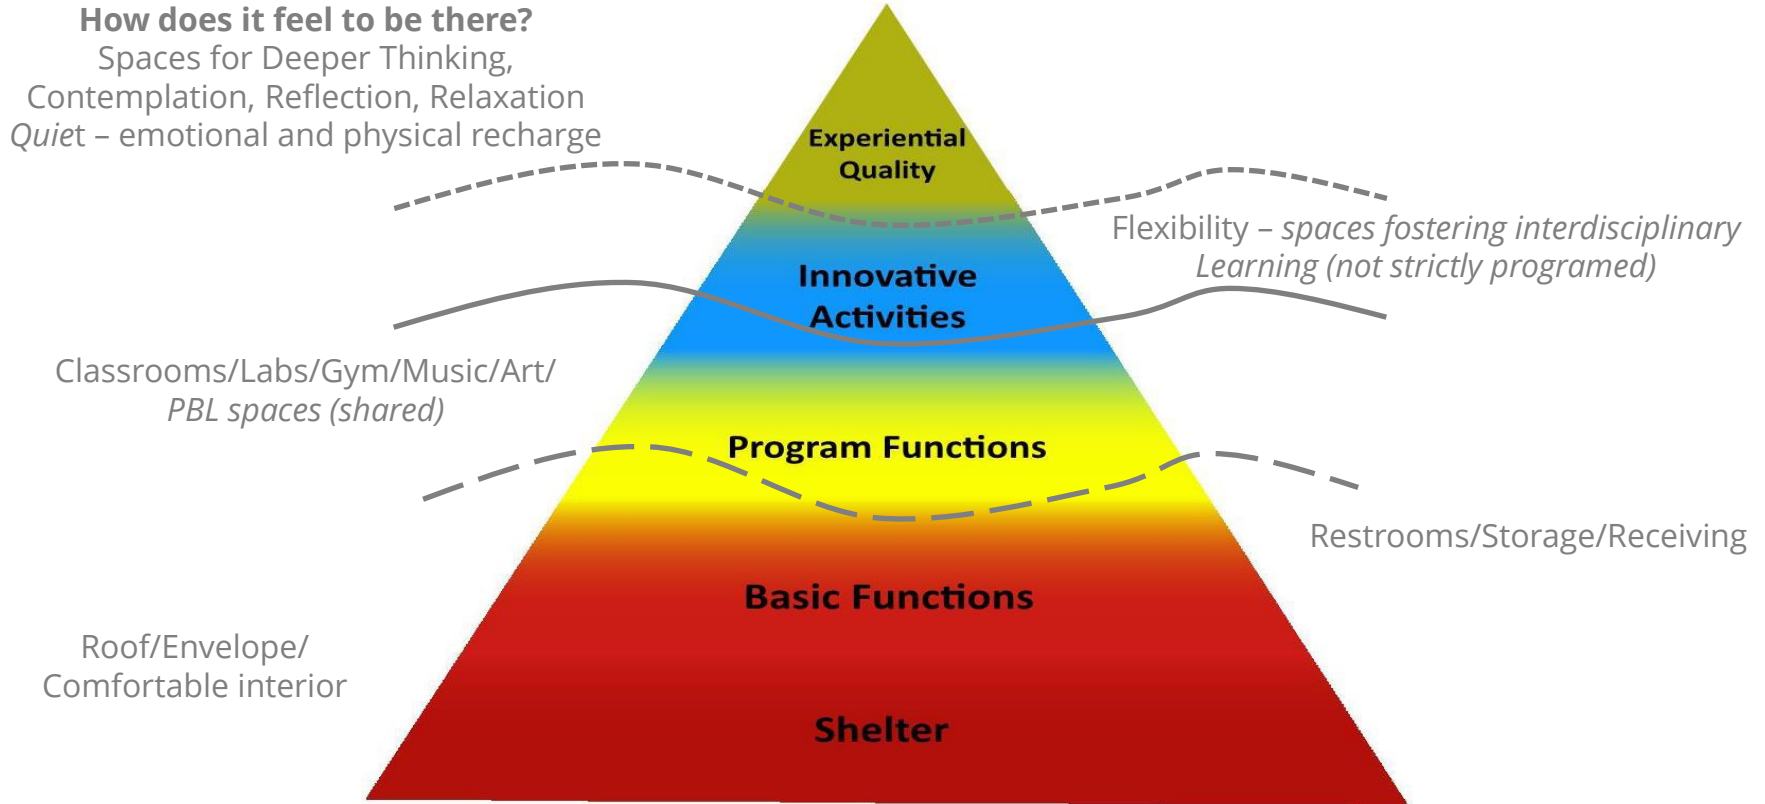 How does it feel to be there?
Spaces for Deeper Thinking,
Contemplation, Reflection, Relaxation
Quiet – emotional and physical recharge
Experiential
Quality
Flexibility – spaces fostering interdisciplinary
Learning (not strictly programed)
Innovative
Activities
Classrooms/Labs/Gym/Music/Art/
PBL spaces (shared)
Program Functions
Restrooms/Storage/Receiving
Basic Functions
Roof/Envelope/
Comfortable interior
Shelter